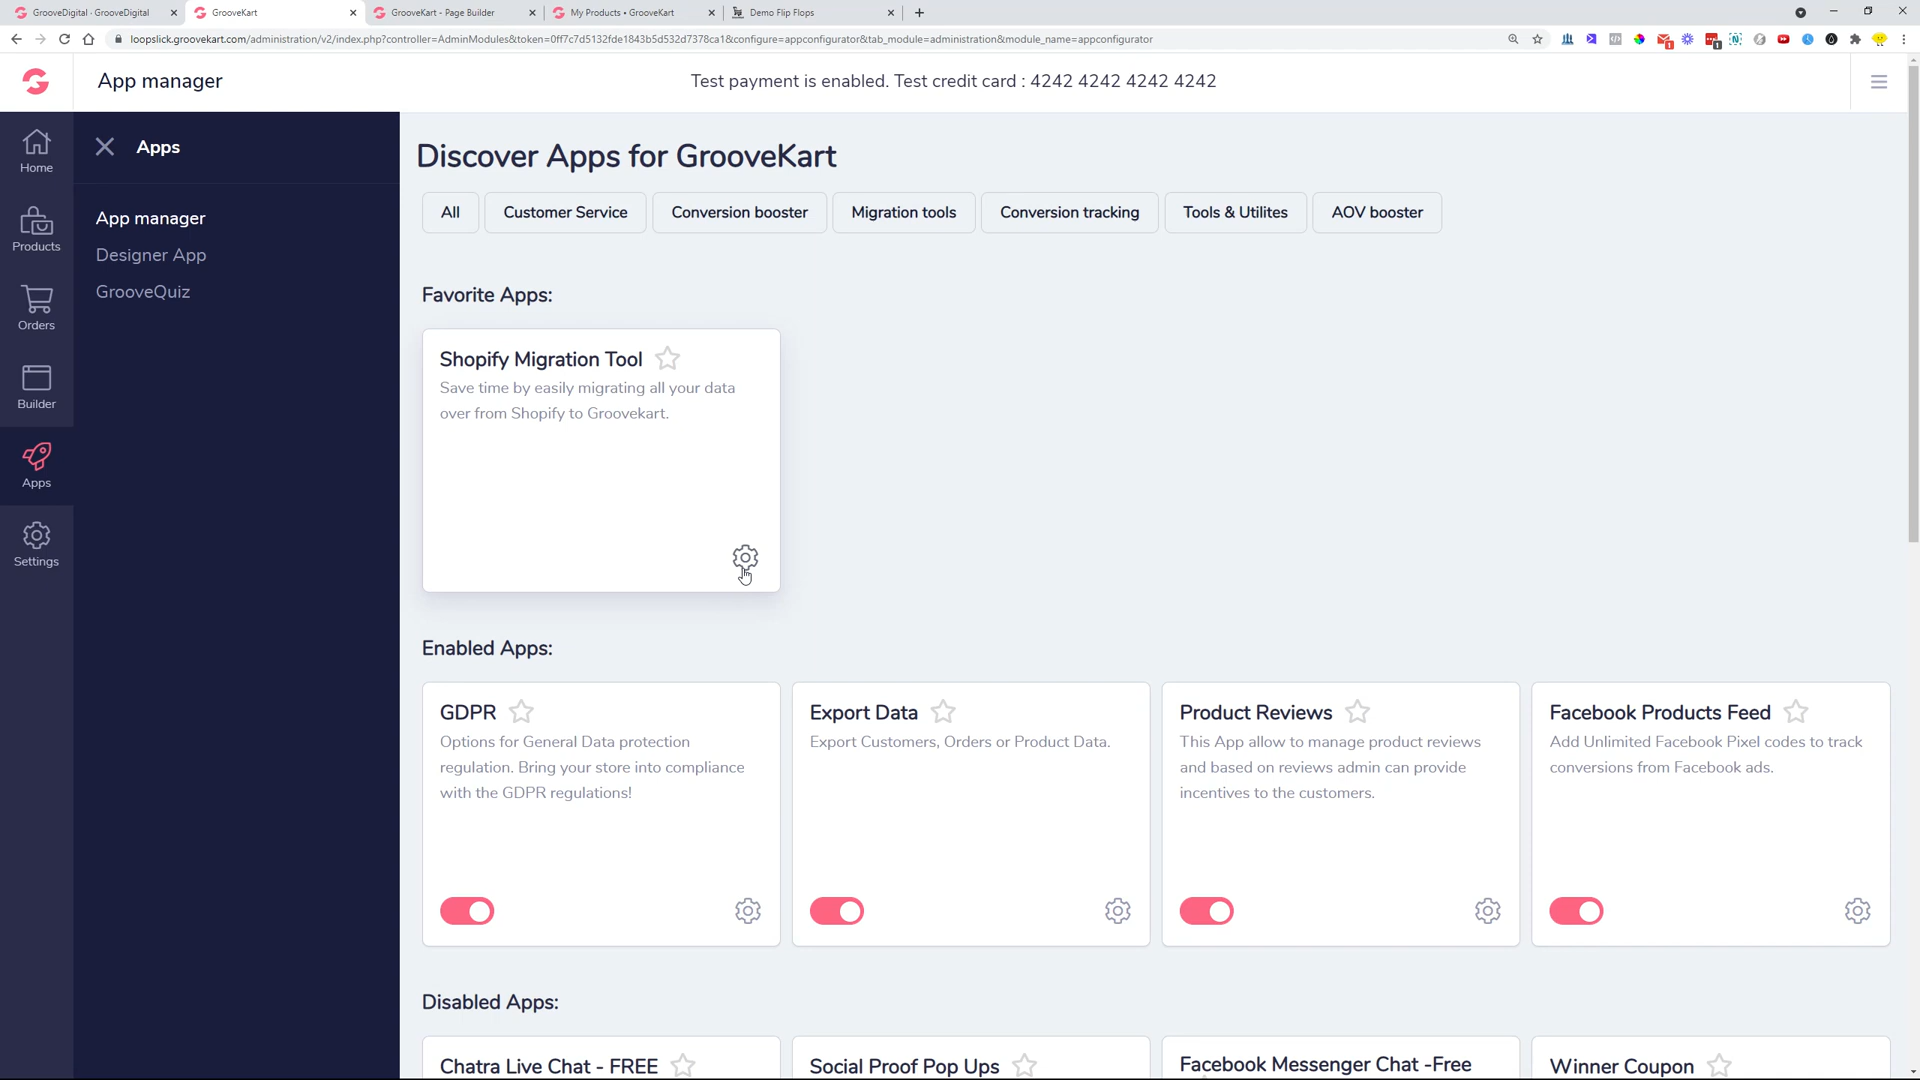 GrooveDigital - GrooveDigital
GrooveKart
GrooveKart - Page Builder
My Products • GrooveKart
Demo Flip Flops
loopslick.groovekart.com/administration/v2/index.php?controller=AdminModules&token=0ff7c7d5132fde1843b5d532d7378ca1&configure=appconfigurator&tab_module=administration&module_name=appconfigurator
App manager
Test payment is enabled. Test credit card : 4242 4242 4242 4242
Home
Products
Orders
Builder
Apps
Settings
Apps
App manager
Designer App
GrooveQuiz
Discover Apps for GrooveKart
All
Customer Service
Conversion booster
Migration tools
Conversion tracking
Tools & Utilites
AOV booster
Favorite Apps:
Shopify Migration Tool
Save time by easily migrating all your data
over from Shopify to Groovekart.
Enabled Apps:
GDPR
Options for General Data protection
regulation. Bring your store into compliance
with the GDPR regulations!
Export Data
Export Customers, Orders or Product Data.
Product Reviews
This App allow to manage product reviews
and based on reviews admin can provide
incentives to the customers.
Facebook Products Feed
Add Unlimited Facebook Pixel codes to track
conversions from Facebook ads.
Disabled Apps:
Chatra Live Chat - FREE
Social Proof Pop Ups
Facebook Messenger Chat -Free
Winner Coupon